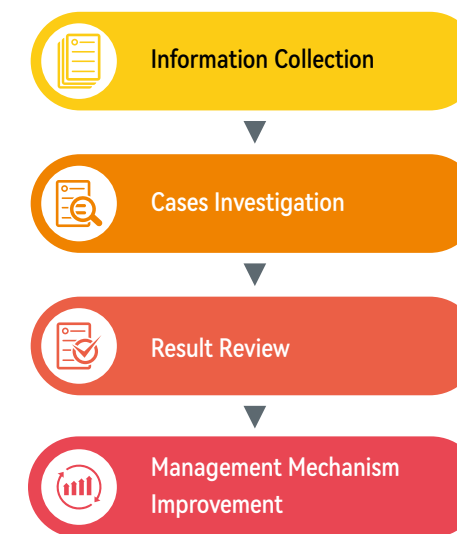 Information Collection
Cases Investigation
Result Review
Management Mechanism
Improvement